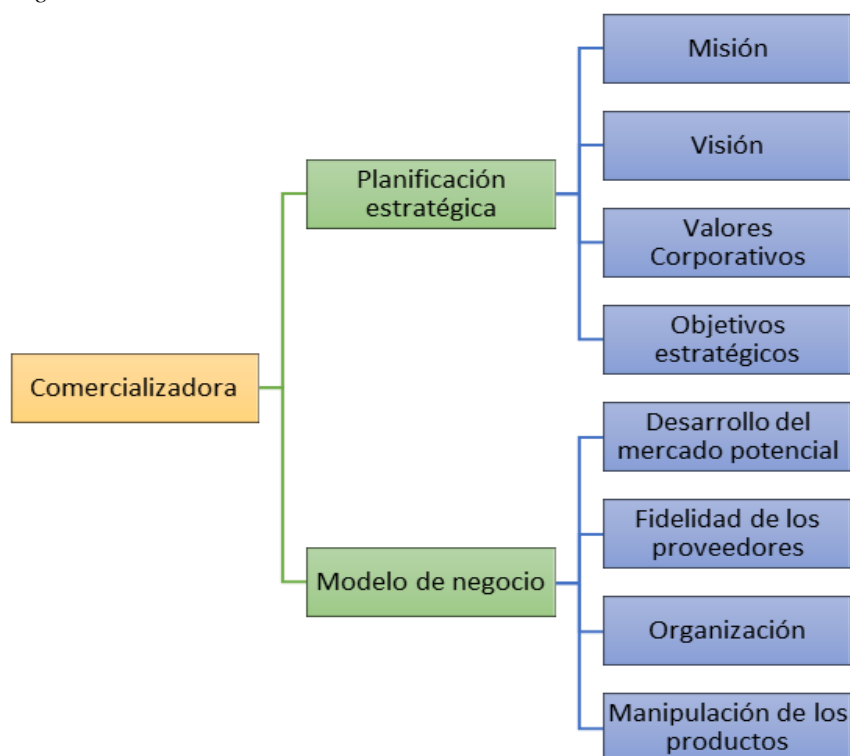 Misión
Visión
Planificación
estratégica
Valores
Corporativos
Objetivos
estratégicos
Comercializadora
Desarrollo del
mercado potencial
Fidelidad de los
proveedores
Modelo de negocio
Organización
Manipulación de los
productos